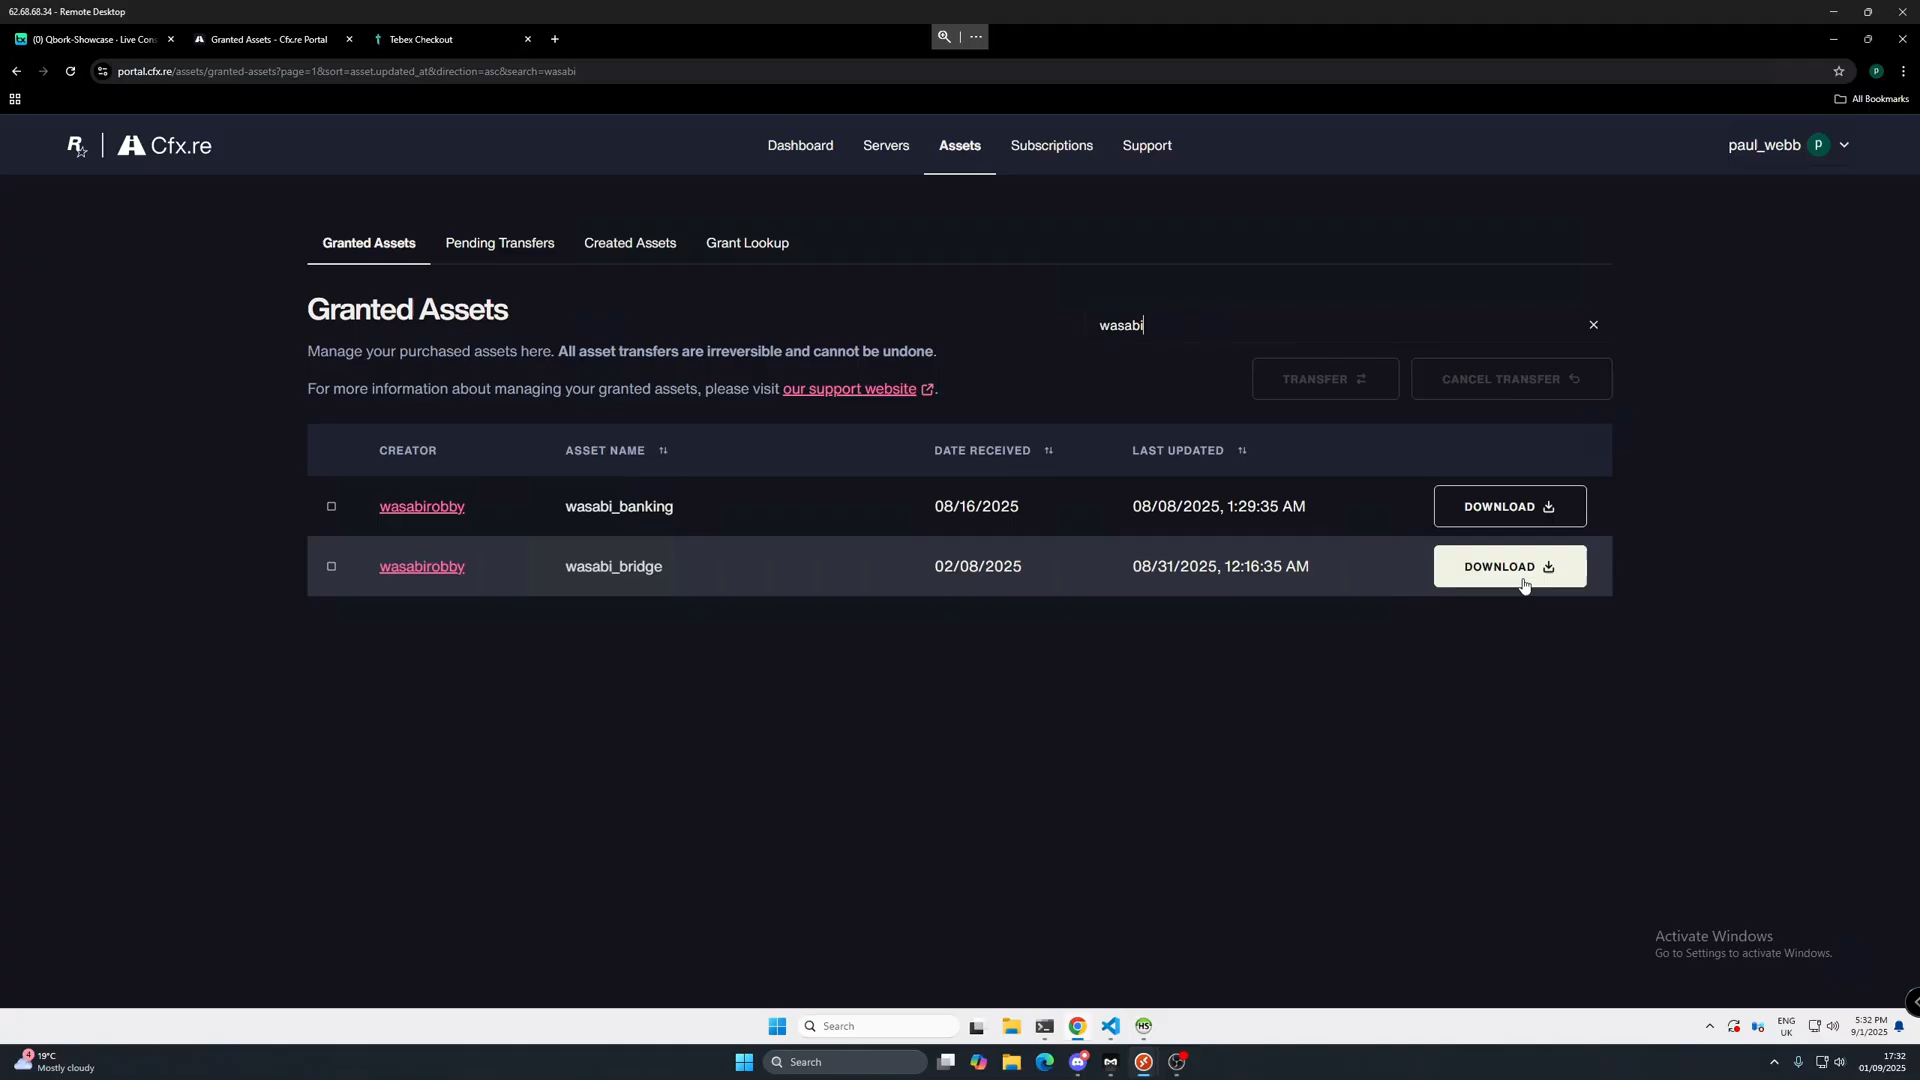 62.68.68.34 - Remote Desktop
(0) Qbork-Showcase - Live Con
Granted Assets - Cfx.re Portal
Tebex Checkout
portal.cfx.re/assets/granted-assets?page=1&sort=asset.updated_at&direction=asc&search=wasabi
P
All Bookmarks
R
Cfx.re
Dashboard
Servers
Assets
Subscriptions
Support
paul_webb
P
Granted Assets
Pending Transfers
Created Assets
Grant Lookup
Granted Assets
wasabi
Manage your purchased assets here. All asset transfers are irreversible and cannot be undone.
TRANSFER
CANCEL TRANSFER
For more information about managing your granted assets, please visit our support website.
CREATOR
ASSET NAME
DATE RECEIVED
LAST UPDATED
wasabirobby
wasabi_banking
08/16/2025
08/08/2025, 1:29:35 AM
DOWNLOAD
wasabirobby
wasabi_bridge
02/08/2025
08/31/2025, 12:16:35 AM
DOWNLOAD
Activate Windows
Go to Settings to activate Windows.
Search
HS
ENG
UK
5:32 PM
9/1/2025
4
19°C
Mostly cloudy
Search
17:32
01/09/2025